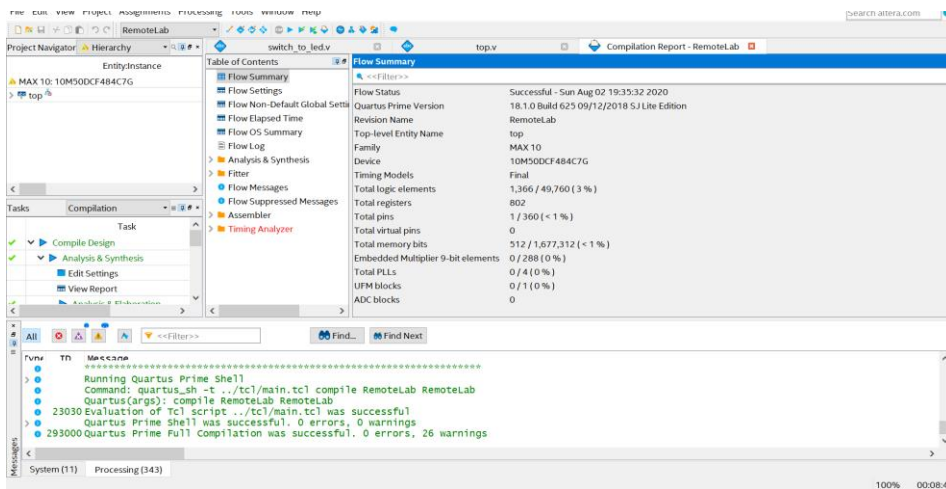 File Edit View Project Assignments Processing Tools Window Help
Search altera.com
RemoteLab
Project Navigator Hierarchy
switch_to_led.v
top.v
Compilation Report - RemoteLab
Entity:Instance
MAX 10: 10M50DCF484C7G
top
Table of Contents
Flow Summary
Flow Settings
Flow Non-Default Global Setti
Flow Elapsed Time
Flow OS Summary
Flow Log
Analysis & Synthesis
Fitter
Flow Messages
Flow Suppressed Messages
Assembler
Timing Analyzer
Flow Summary
<<Filter>>
Flow Status Successful - Sun Aug 02 19:35:32 2020
Quartus Prime Version 18.1.0 Build 625 09/12/2018 SJ Lite Edition
Revision Name RemoteLab
Top-level Entity Name top
Family MAX 10
Device 10M50DCF484C7G
Timing Models Final
Total logic elements 1,366 / 49,760 ( 3 % )
Total registers 802
Total pins 1 / 360 ( < 1 % )
Total virtual pins 0
Total memory bits 512 / 1,677,312 ( < 1 % )
Embedded Multiplier 9-bit elements 0 / 288 ( 0 % )
Total PLLs 0 / 4 ( 0 % )
UFM blocks 0 / 1 ( 0 % )
ADC blocks 0
Tasks Compilation
Task
Compile Design
Analysis & Synthesis
Edit Settings
View Report
Analysis & Elaboration
All
<<Filter>>
Find...
Find Next
Type ID Message
Running Quartus Prime Shell
Command: quartus_sh -t ../tcl/main.tcl compile RemoteLab RemoteLab
Quartus(args): compile RemoteLab RemoteLab
23030 Evaluation of Tcl script ../tcl/main.tcl was successful
Quartus Prime Shell was successful. 0 errors, 0 warnings
293000 Quartus Prime Full Compilation was successful. 0 errors, 26 warnings
Messages
System (11) Processing (343)
100%